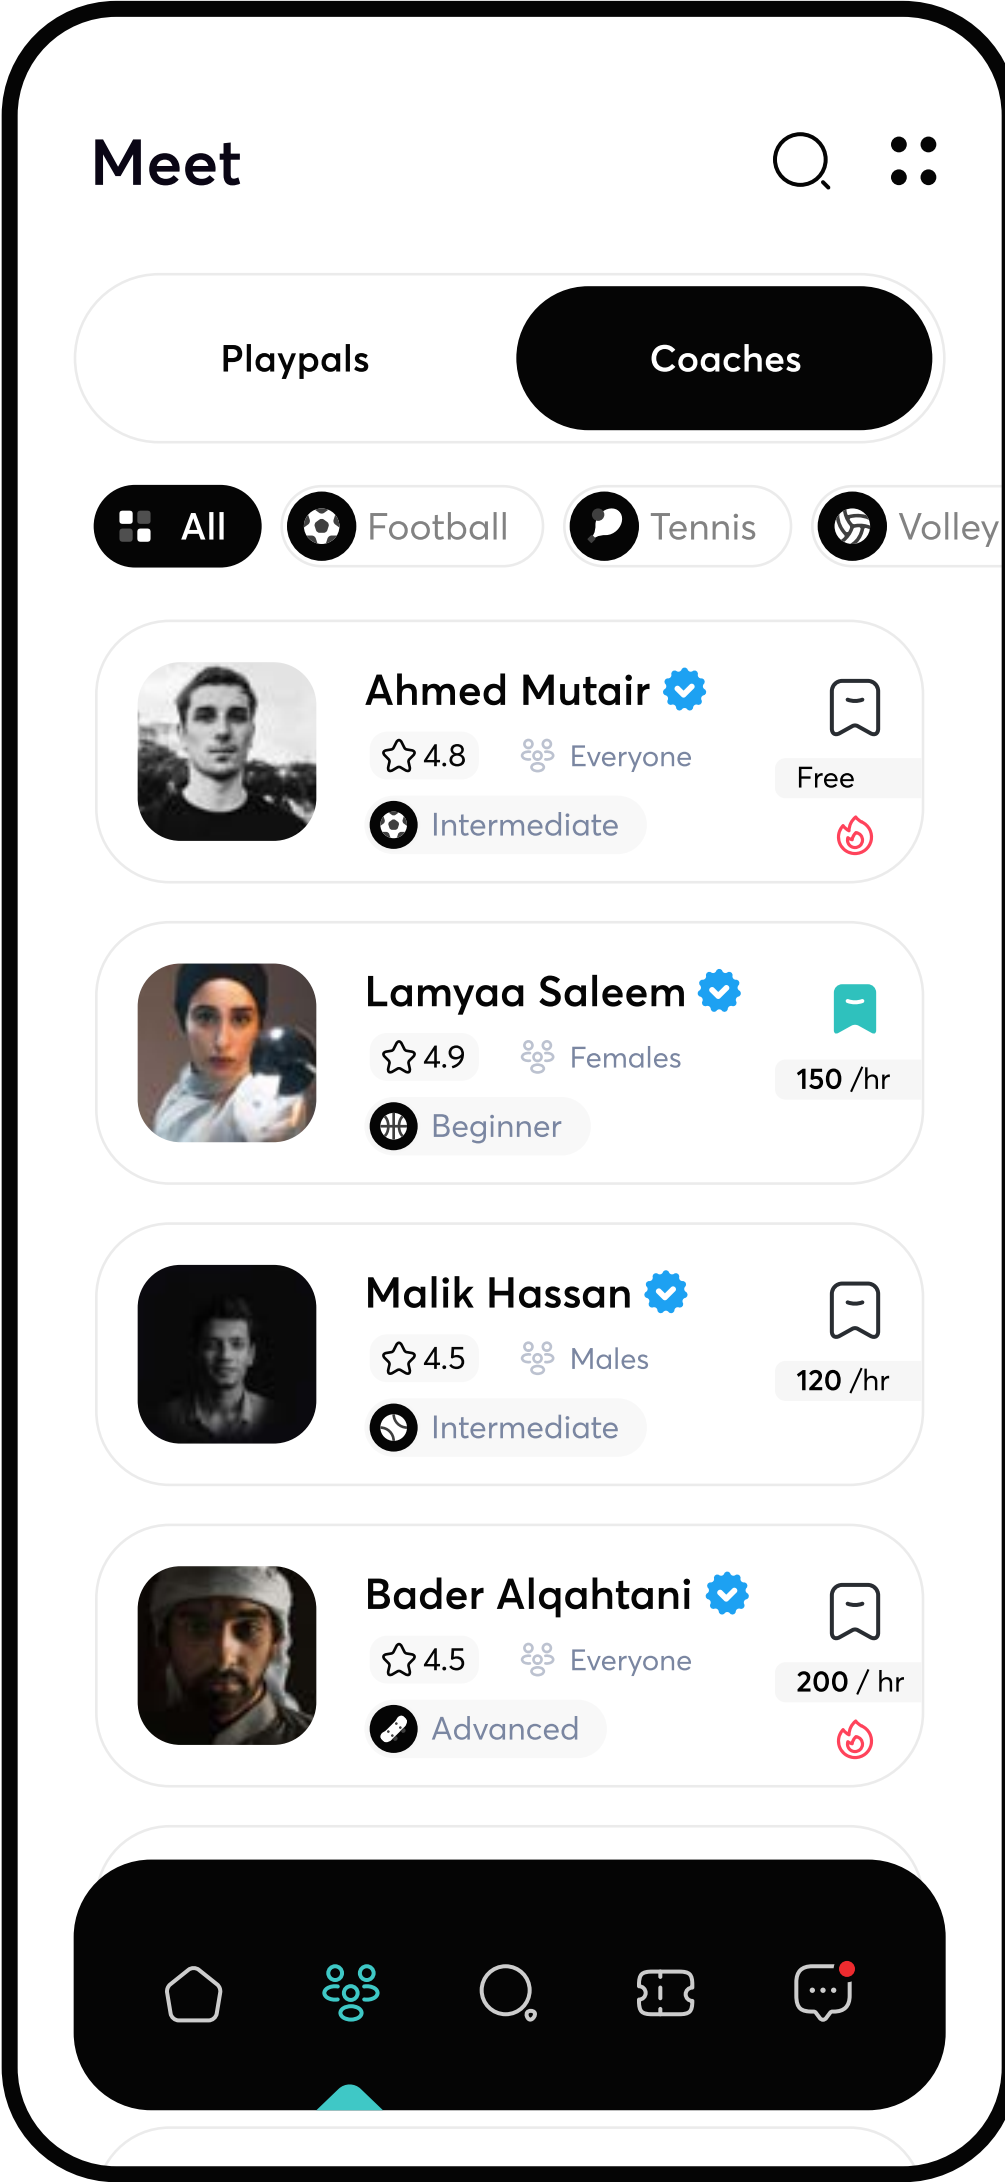 Meet
Playpals
Coaches
All
Football
Tennis
Volley
Ahmed Mutair
4.8
Everyone
Free
Intermediate
Lamyaa Saleem
4.9
Females
150 /hr
Beginner
Malik Hassan
4.5
Males
120 /hr
Intermediate
Bader Alqahtani
4.5
Everyone
200 / hr
Advanced